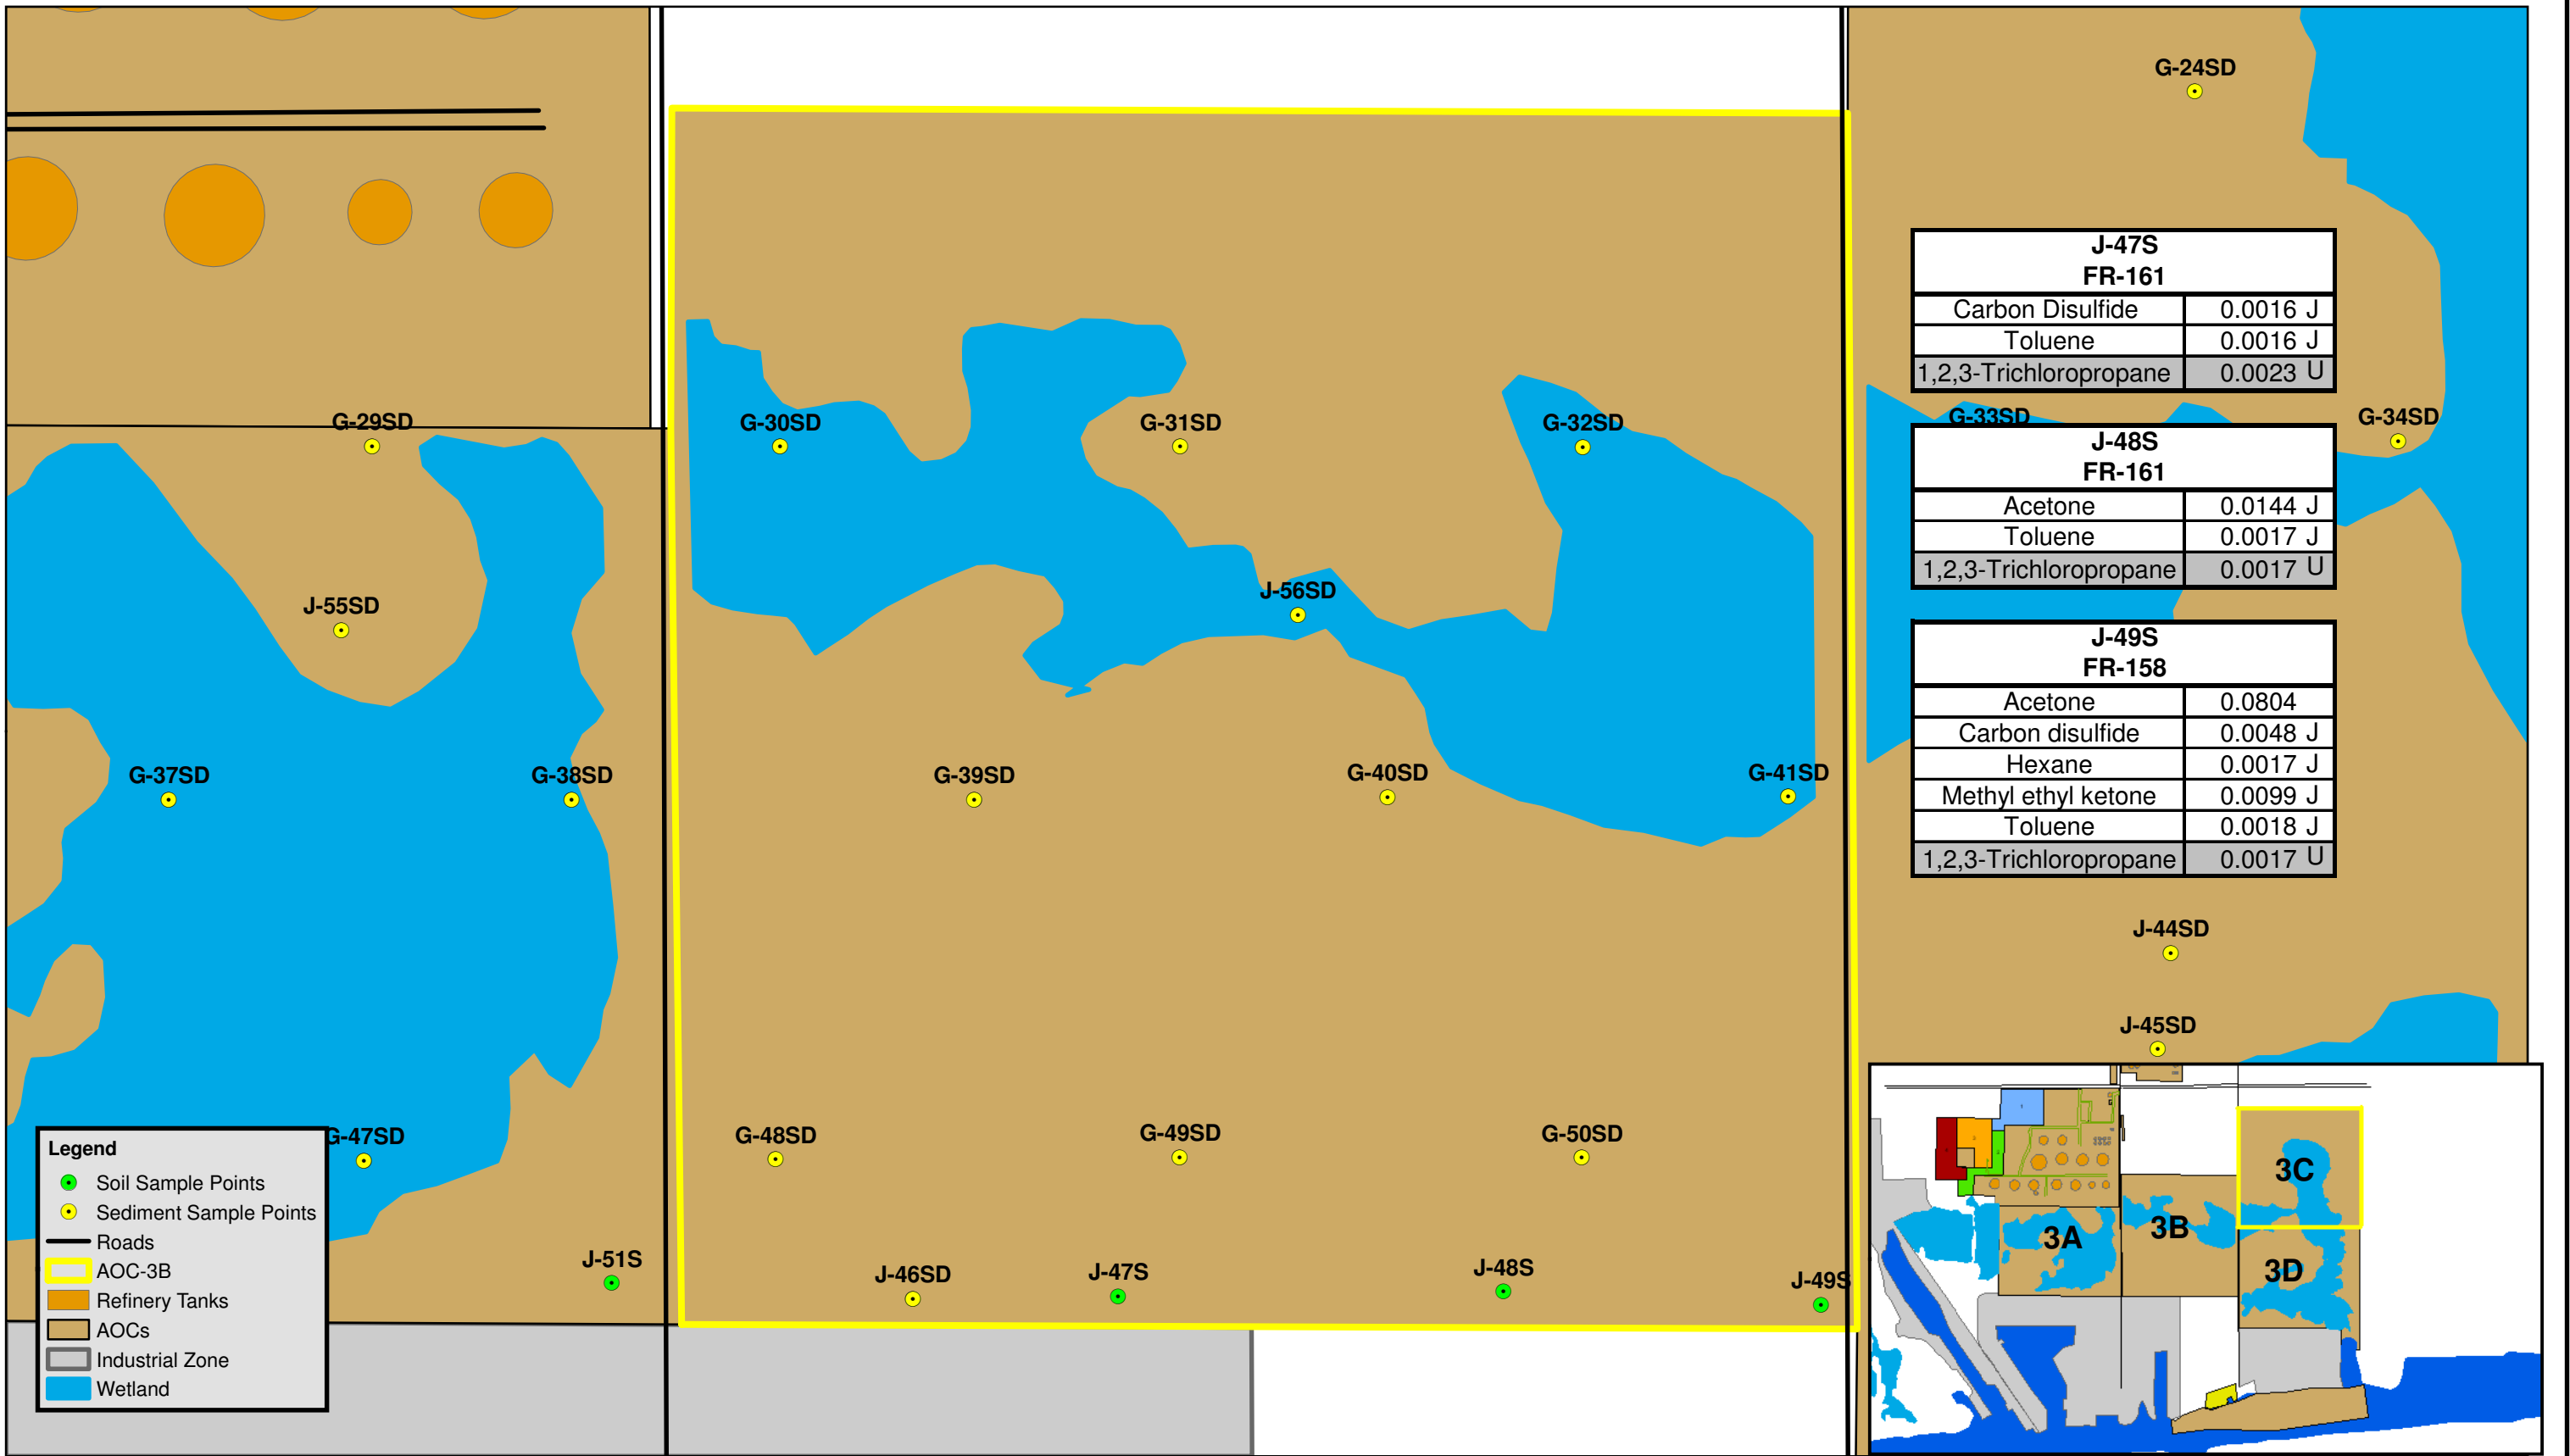 G-24SD
J-47S
FR-161
Carbon Disulfide 0.0016 J
Toluene 0.0016 J
1,2,3-Trichloropropane 0.0023 U
G-29SD
G-30SD
G-31SD
G-32SD
G-33SD
G-34SD
J-48S
FR-161
Acetone 0.0144 J
Toluene 0.0017 J
1,2,3-Trichloropropane 0.0017 U
J-55SD
J-56SD
J-49S
FR-158
Acetone 0.0804
Carbon disulfide 0.0048 J
Hexane 0.0017 J
Methyl ethyl ketone 0.0099 J
Toluene 0.0018 J
1,2,3-Trichloropropane 0.0017 U
G-37SD
G-38SD
G-39SD
G-40SD
G-41SD
J-44SD
J-45SD
G-47SD
G-48SD
G-49SD
G-50SD
J-51S
J-46SD
J-47S
J-48S
J-49S
Legend
Soil Sample Points
Sediment Sample Points
Roads
AOC-3B
Refinery Tanks
AOCs
Industrial Zone
Wetland
3C
3A
3B
3D